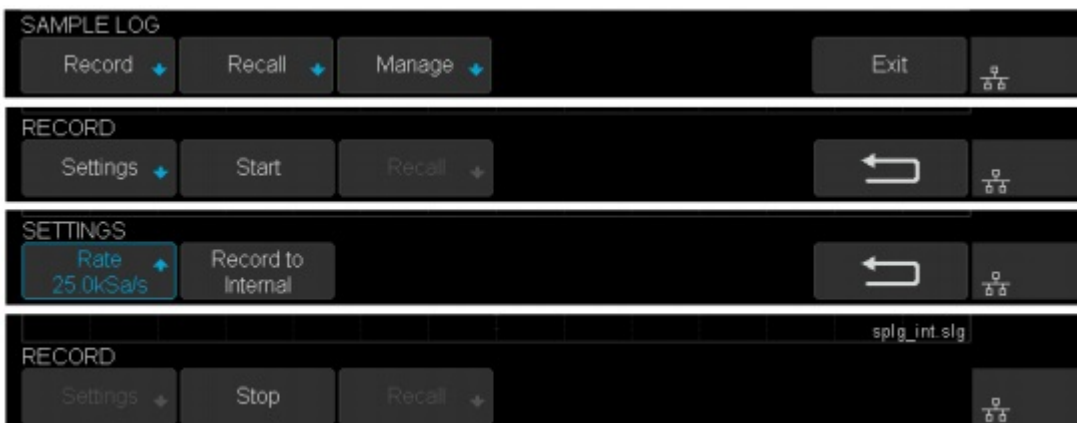 SAMPLE LOG
Record Recall Manage Exit
RECORD
Settings Start Recall
SETTINGS
Rate Record to
25.0kSa/s Internal
splg_int.slg
RECORD
Settings Stop Recall